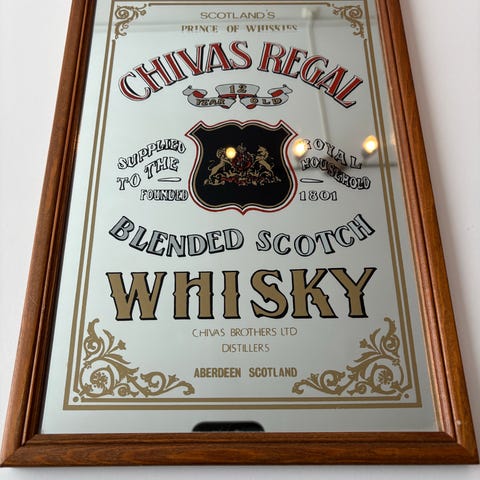 SCOTLAND'S
PRINCE OF WHISKIES
CHIVAS REGAL
12
YEAR OLD
SUPPLIED
TO THE
ROYAL
HOUSEHOLD
FOUNDED 1801
BLENDED SCOTCH
WHISKY
CHIVAS BROTHERS LTD
DISTILLERS
ABERDEEN SCOTLAND